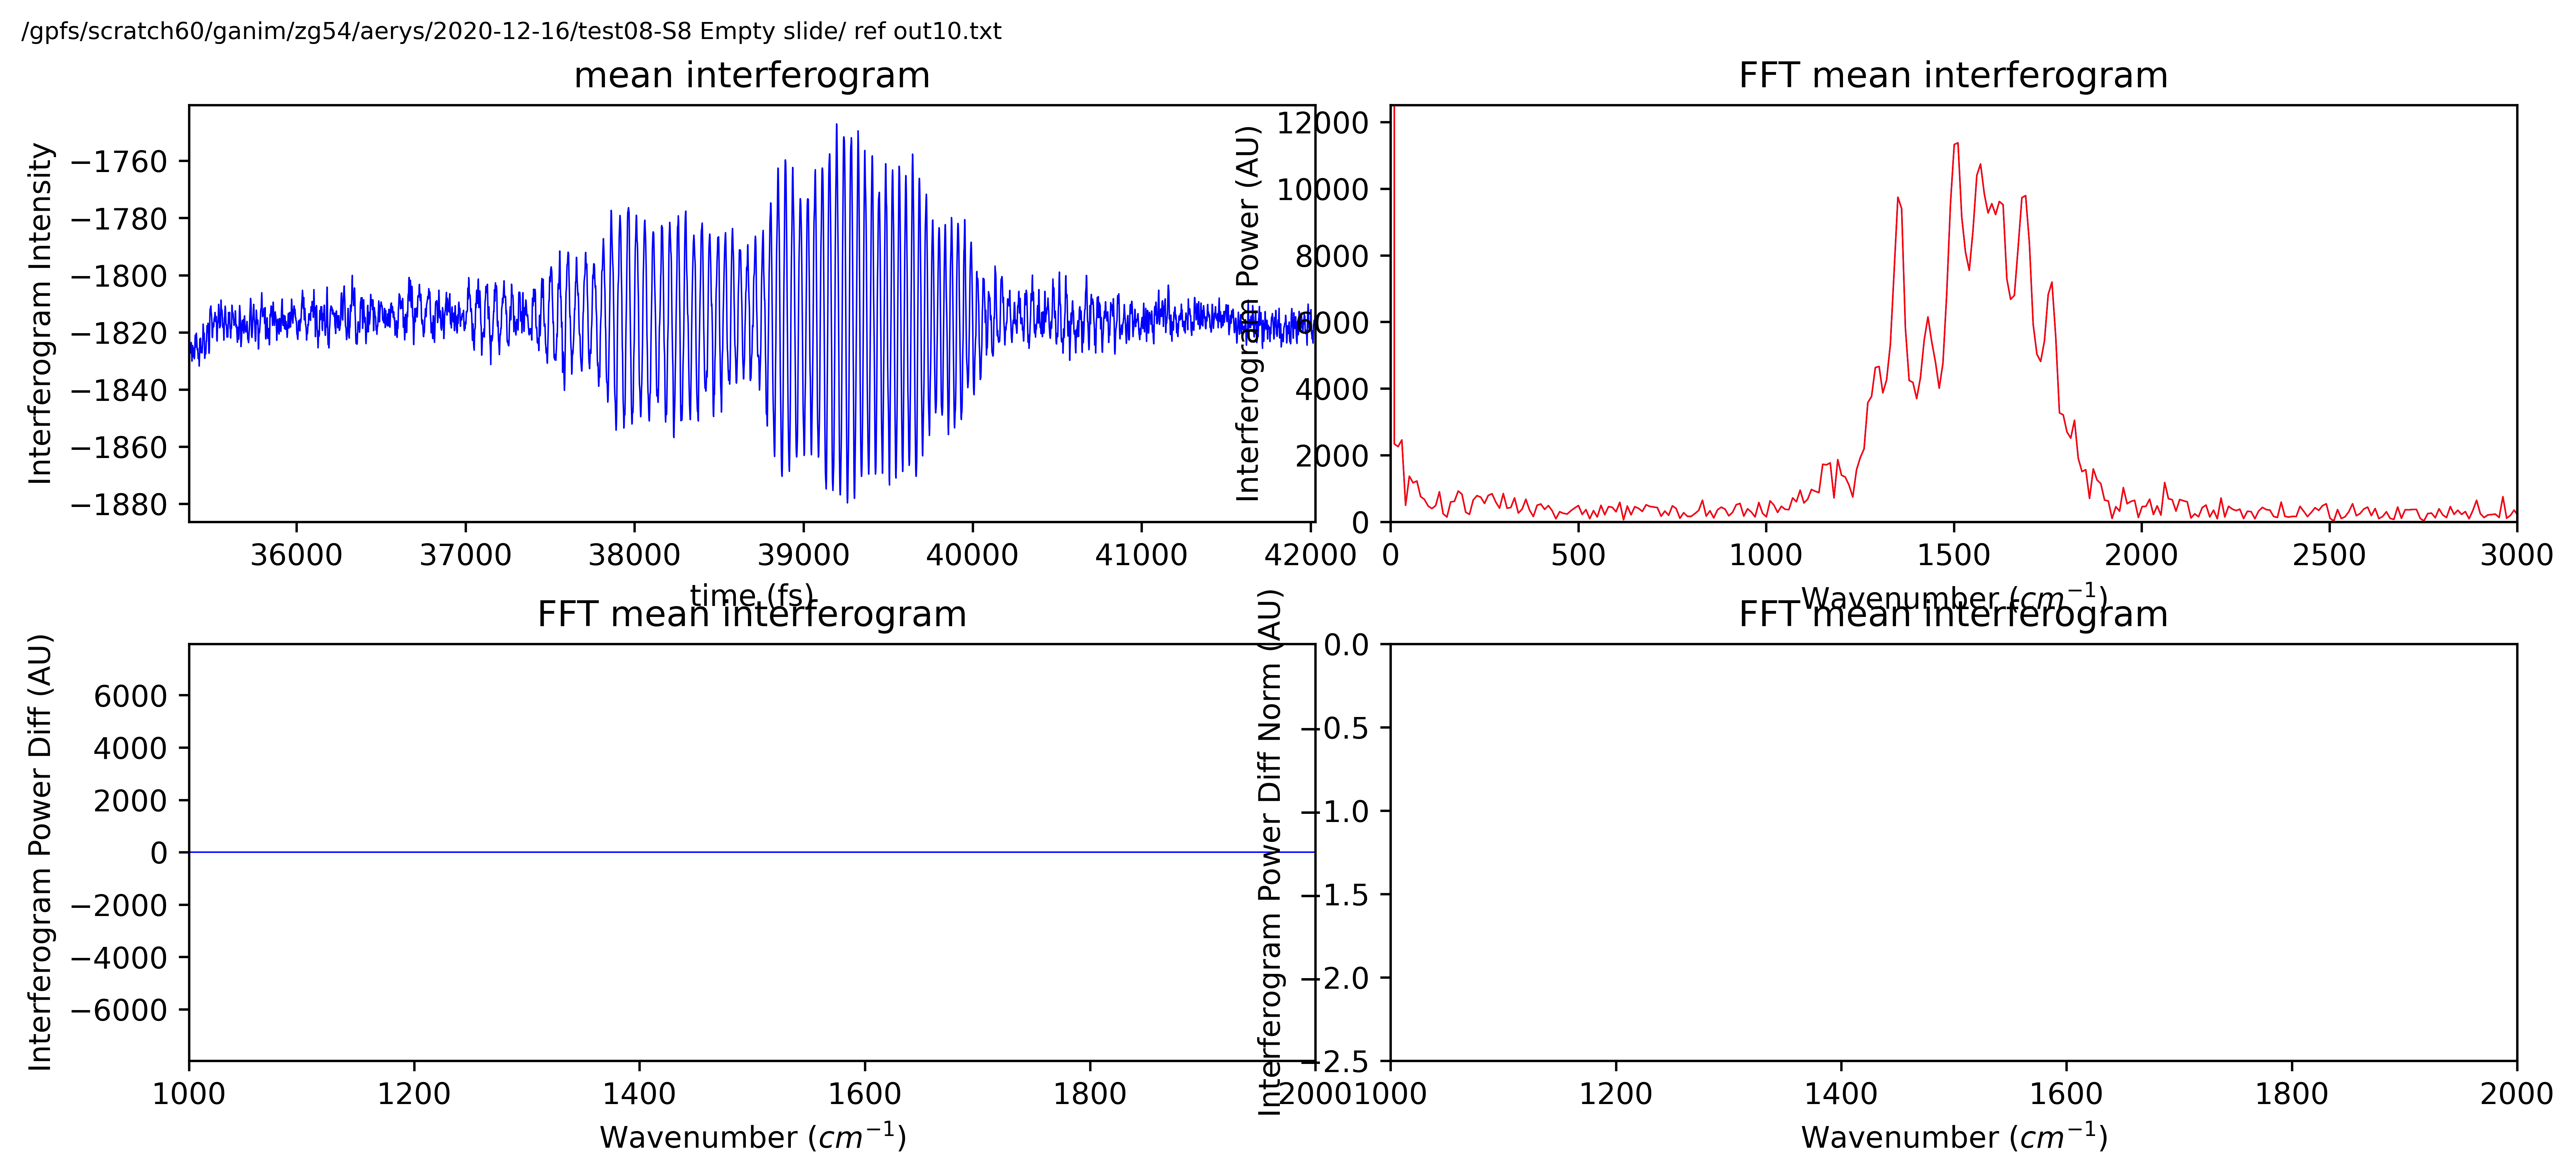 /gpfs/scratch60/ganim/zg54/aerys/2020-12-16/test08-S8 Empty slide/ ref out10.txt
mean interferogram
Interferogram Intensity
−1760
−1780
−1800
−1820
−1840
−1860
−1880
36000 37000 38000 39000 40000 41000 42000
time (fs)
FFT mean interferogram
Interferogram Power (AU)
12000
10000
8000
6000
4000
2000
0
0 500 1000 1500 2000 2500 3000
Wavenumber (cm⁻¹)
FFT mean interferogram
Interferogram Power Diff (AU)
6000
4000
2000
0
−2000
−4000
−6000
1000 1200 1400 1600 1800 2000
Wavenumber (cm⁻¹)
FFT mean interferogram
Interferogram Power Diff Norm (AU)
0.0
−0.5
−1.0
−1.5
−2.0
−2.5
1000 1200 1400 1600 1800 2000
Wavenumber (cm⁻¹)